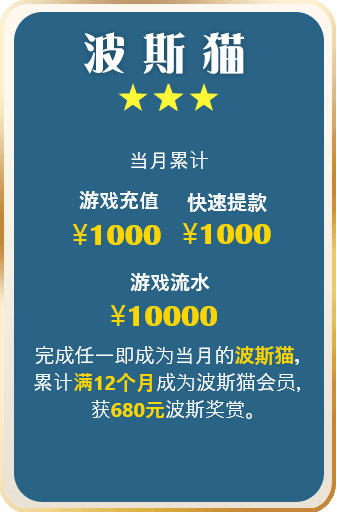 波斯猫
★★★
当月累计
游戏充值 快速提款
¥1000 ¥1000
游戏流水
¥10000
完成任一即成为当月的波斯猫,
累计满12个月成为波斯猫会员,
获680元波斯奖赏。